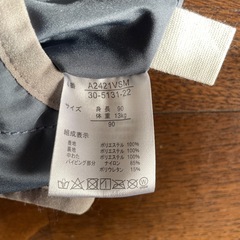 品番 A2421VSM
30-5131-22
サイズ 身長 90
体重 13kg
90
組成表示
表地 ポリエステル 100%
裏地 ポリエステル 100%
中わた ポリエステル 100%
パイピング部分 ナイロン 85%
ポリウレタン 15%